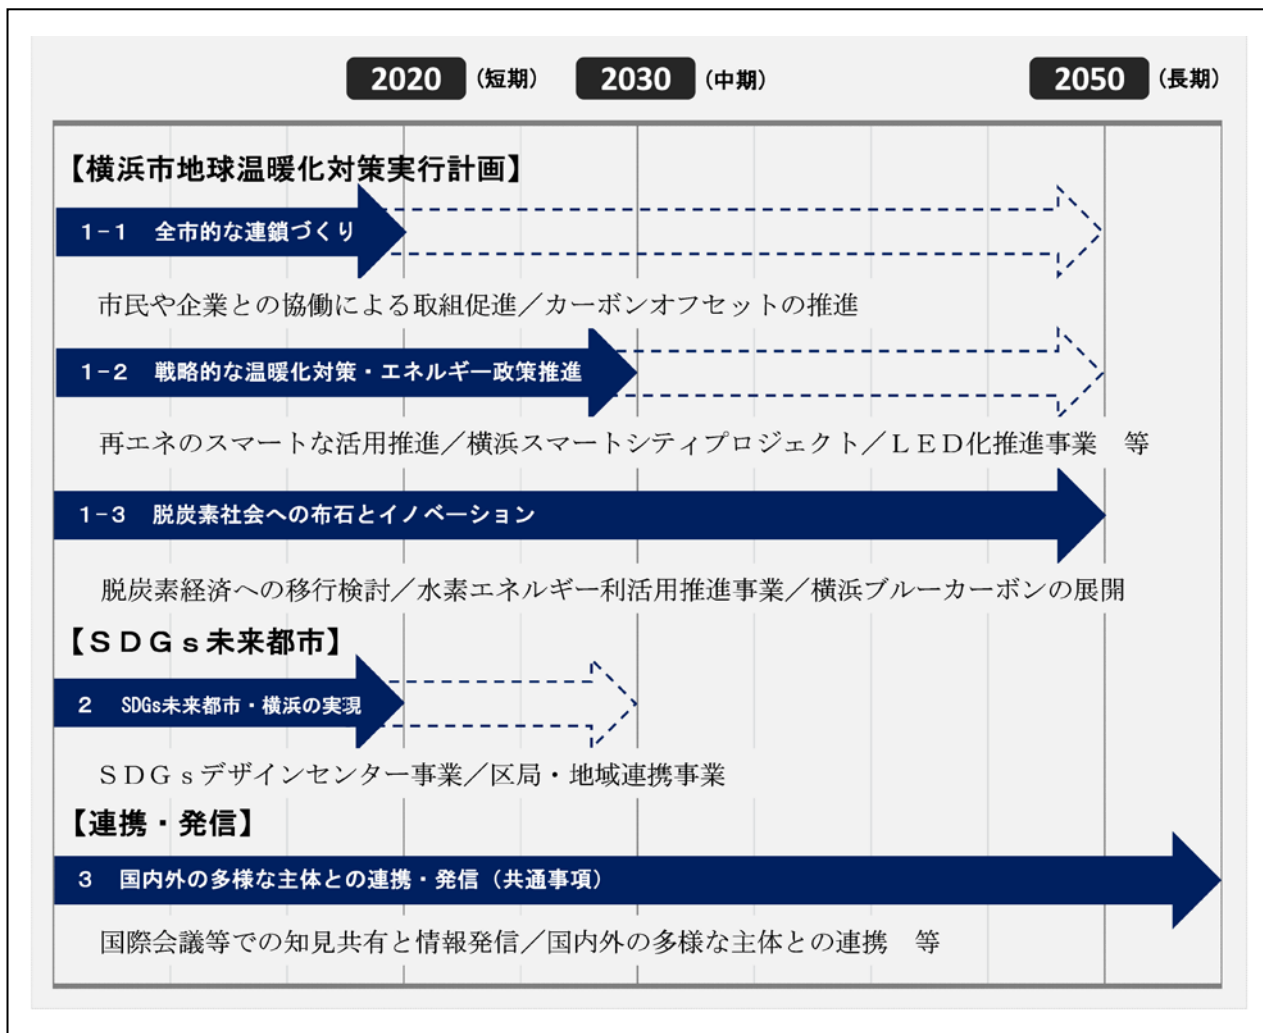 2020 (短期) 2030 (中期) 2050 (長期)
【横浜市地球温暖化対策実行計画】
1-1 全市的な連鎖づくり
市民や企業との協働による取組促進／カーボンオフセットの推進
1-2 戦略的な温暖化対策・エネルギー政策推進
再エネのスマートな活用推進／横浜スマートシティプロジェクト／ＬＥＤ化推進事業　等
1-3 脱炭素社会への布石とイノベーション
脱炭素経済への移行検討／水素エネルギー利活用推進事業／横浜ブルーカーボンの展開
【ＳＤＧｓ未来都市】
2 SDGs未来都市・横浜の実現
ＳＤＧｓデザインセンター事業／区局・地域連携事業
【連携・発信】
3 国内外の多様な主体との連携・発信（共通事項）
国際会議等での知見共有と情報発信／国内外の多様な主体との連携　等